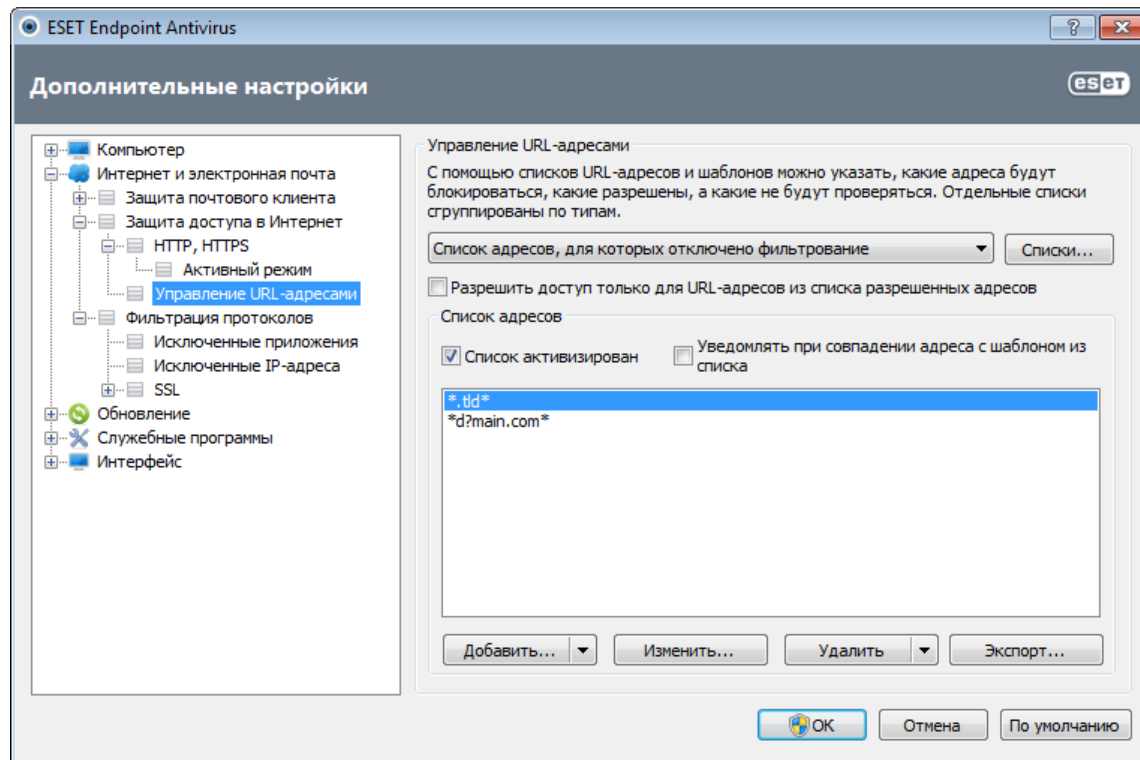 ESET Endpoint Antivirus
Дополнительные настройки
eset
Компьютер
Интернет и электронная почта
Защита почтового клиента
Защита доступа в Интернет
HTTP, HTTPS
Активный режим
Управление URL-адресами
Фильтрация протоколов
Исключенные приложения
Исключенные IP-адреса
SSL
Обновление
Служебные программы
Интерфейс
Управление URL-адресами
С помощью списков URL-адресов и шаблонов можно указать, какие адреса будут
блокироваться, какие разрешены, а какие не будут проверяться. Отдельные списки
сгруппированы по типам.
Список адресов, для которых отключено фильтрование
Списки...
Разрешить доступ только для URL-адресов из списка разрешенных адресов
Список адресов
Список активизирован
Уведомлять при совпадении адреса с шаблоном из
списка
*.tld*
*d?main.com*
Добавить...
Изменить...
Удалить
Экспорт...
OK
Отмена
По умолчанию